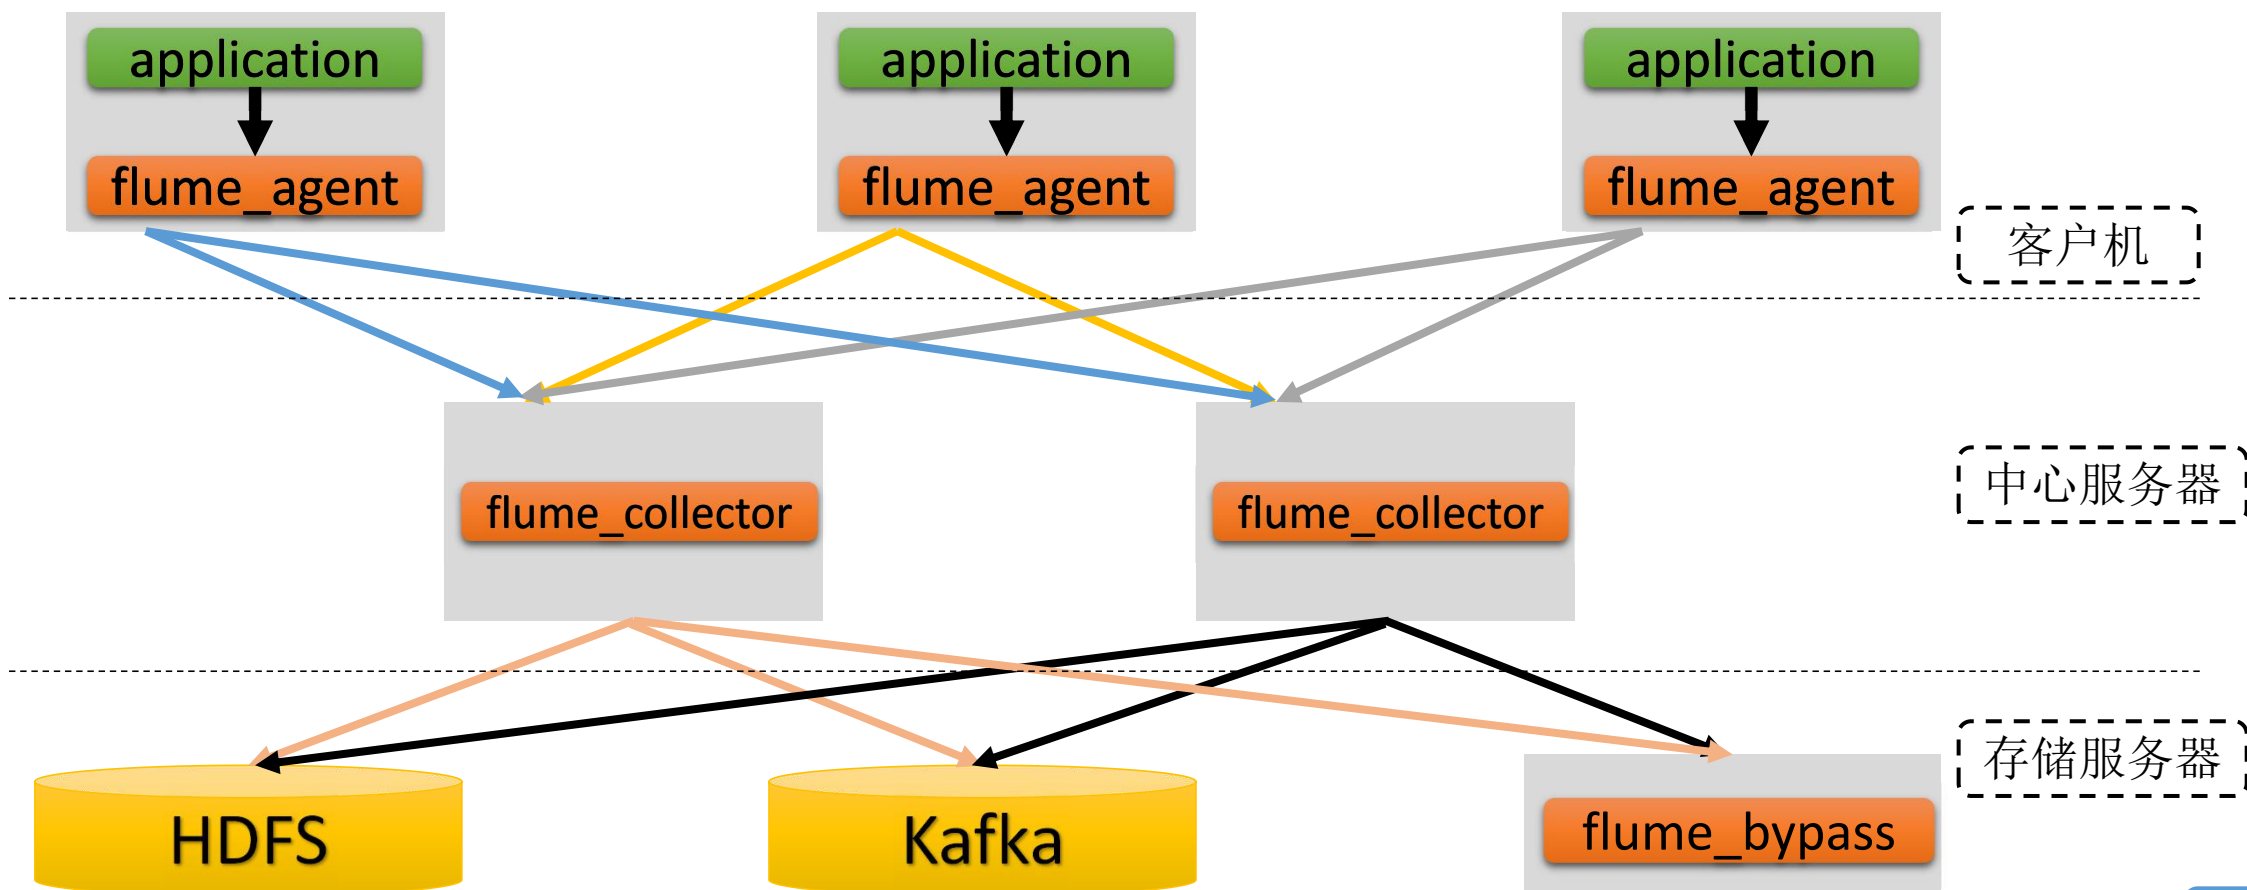 application
application
application
flume_agent
flume_agent
flume_agent
客户机
flume_collector
flume_collector
中心服务器
存储服务器
HDFS
Kafka
flume_bypass